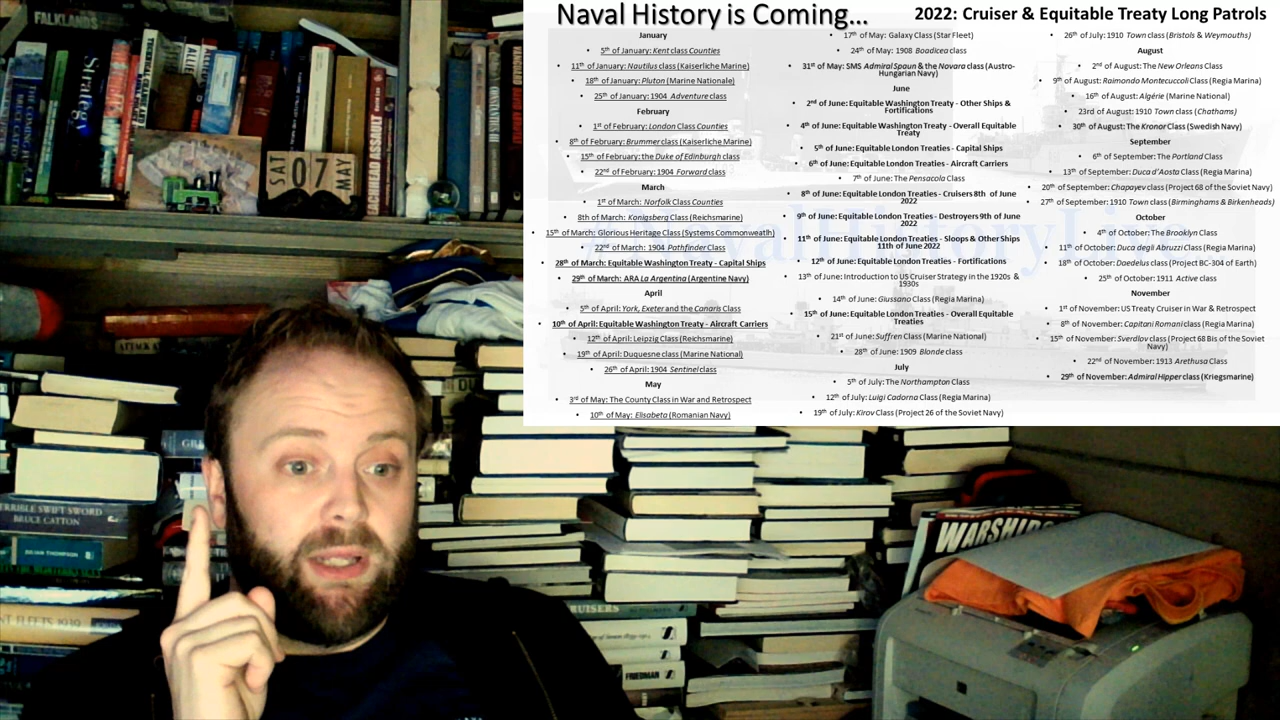 Naval History is Coming…
2022: Cruiser & Equitable Treaty Long Patrols
January
• 5th of January: Kent class Counties
• 11th of January: Nautilus class (Kaiserliche Marine)
• 18th of January: Pluton (Marine Nationale)
• 25th of January: 1904 Adventure class
February
• 1st of February: London Class Counties
• 8th of February: Brummer class (Kaiserliche Marine)
• 15th of February: the Duke of Edinburgh class
• 22nd of February: 1904 Forward class
March
• 1st of March: Norfolk Class Counties
• 8th of March: Konigsberg Class (Reichsmarine)
• 15th of March: Glorious Heritage Class (Systems Commonwealth)
• 22nd of March: 1904 Pathfinder Class
28th of March: Equitable Washington Treaty - Capital Ships
• 29th of March: ARA La Argentina (Argentine Navy)
April
• 5th of April: York, Exeter and the Canaris Class
• 10th of April: Equitable Washington Treaty - Aircraft Carriers
• 12th of April: Leipzig Class (Reichsmarine)
• 19th of April: Duquesne class (Marine National)
• 26th of April: 1904 Sentinel class
May
• 3rd of May: The County Class in War and Retrospect
• 10th of May: Elisabeta (Romanian Navy)
• 17th of May: Galaxy Class (Star Fleet)
• 24th of May: 1908 Boadicea class
• 31st of May: SMS Admiral Spaun & the Novara class (Austro-
Hungarian Navy)
June
• 2nd of June: Equitable Washington Treaty - Other Ships &
Fortifications
• 4th of June: Equitable Washington Treaty - Overall Equitable
Treaty
• 5th of June: Equitable London Treaties - Capital Ships
• 6th of June: Equitable London Treaties - Aircraft Carriers
• 7th of June: The Pensacola Class
• 8th of June: Equitable London Treaties - Cruisers 8th of June
2022
• 9th of June: Equitable London Treaties - Destroyers 9th of June
2022
• 11th of June: Equitable London Treaties - Sloops & Other Ships
11th of June 2022
• 12th of June: Equitable London Treaties - Fortifications
• 13th of June: Introduction to US Cruiser Strategy in the 1920s &
1930s
• 14th of June: Giussano Class (Regia Marina)
• 15th of June: Equitable London Treaties - Overall Equitable
Treaties
• 21st of June: Suffren Class (Marine National)
• 28th of June: 1909 Blonde class
July
• 5th of July: The Northampton Class
• 12th of July: Luigi Cadorna Class (Regia Marina)
• 19th of July: Kirov Class (Project 26 of the Soviet Navy)
• 26th of July: 1910 Town class (Bristols & Weymouths)
August
• 2nd of August: The New Orleans Class
• 9th of August: Raimondo Montecuccoli Class (Regia Marina)
• 16th of August: Algérie (Marine National)
• 23rd of August: 1910 Town class (Chathams)
• 30th of August: The Kronor Class (Swedish Navy)
September
• 6th of September: The Portland Class
• 13th of September: Duca d'Aosta Class (Regia Marina)
• 20th of September: Chapayev class (Project 68 of the Soviet Navy)
• 27th of September: 1910 Town class (Birminghams & Birkenheads)
October
• 4th of October: The Brooklyn Class
• 11th of October: Duca degli Abruzzi Class (Regia Marina)
• 18th of October: Daedelus class (Project BC-304 of Earth)
• 25th of October: 1911 Active class
November
• 1st of November: US Treaty Cruiser in War & Retrospect
• 8th of November: Capitani Romani class (Regia Marina)
• 15th of November: Sverdlov class (Project 68 Bis of the Soviet
Navy)
• 22nd of November: 1913 Arethusa Class
• 29th of November: Admiral Hipper class (Kriegsmarine)
FALKLANDS
Strategy
ARCHHEAD ASSAULT
SAT 07 MAY
ATTACK
TERRIBLE SWIFT SWORD
BRUCE CATTON
JULIAN THOMPSON
FLEETS 1939
CRUISERS
FRIEDMAN
WARSHIP